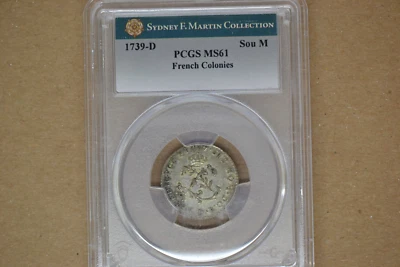 SYDNEY F. MARTIN COLLECTION
1739-D Sou M
PCGS MS61
French Colonies